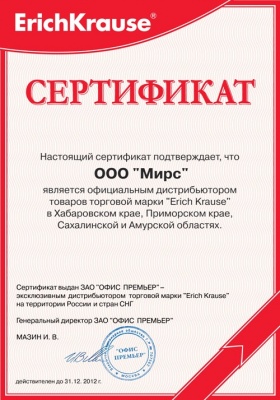 ErichKrause®
СЕРТИФИКАТ
Настоящий сертификат подтверждает, что
ООО "Мирс"
является официальным дистрибьютором
товаров торговой марки "Erich Krause"
в Хабаровском крае, Приморском крае,
Сахалинской и Амурской областях.
Сертификат выдан ЗАО "ОФИС ПРЕМЬЕР" –
эксклюзивным дистрибьютором торговой марки "Erich Krause"
на территории России и стран СНГ
Генеральный директор ЗАО "ОФИС ПРЕМЬЕР"
МАЗИН И. В.
"ОФИС
ПРЕМЬЕР"
МОСКВА
действителен до 31.12. 2012 г.